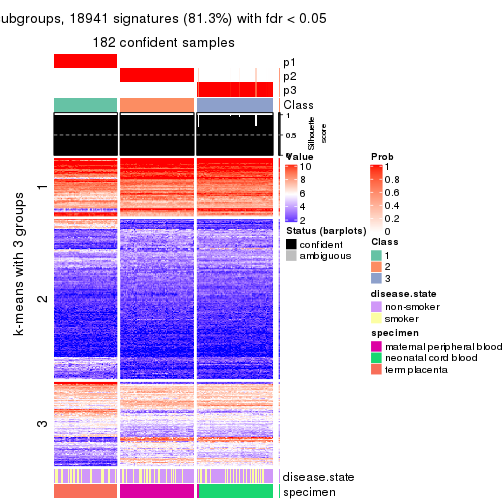 ubgroups, 18941 signatures (81.3%) with fdr < 0.05
182 confident samples
p1
p2
p3
Class
1
0.5
0
Silhouette
score
k-means with 3 groups
1
2
3
disease.state
specimen
Value
10
8
6
4
2
Status (barplots)
confident
ambiguous
Prob
1
0.8
0.6
0.4
0.2
0
Class
1
2
3
disease.state
non-smoker
smoker
specimen
maternal peripheral blood
neonatal cord blood
term placenta